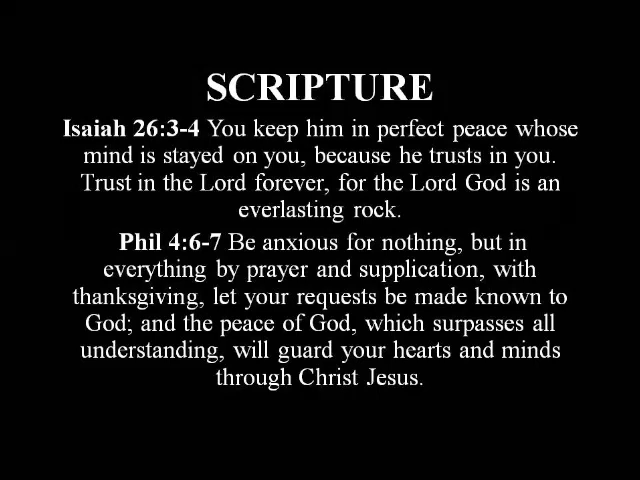 SCRIPTURE
Isaiah 26:3-4 You keep him in perfect peace whose
mind is stayed on you, because he trusts in you.
Trust in the Lord forever, for the Lord God is an
everlasting rock.
Phil 4:6-7 Be anxious for nothing, but in
everything by prayer and supplication, with
thanksgiving, let your requests be made known to
God; and the peace of God, which surpasses all
understanding, will guard your hearts and minds
through Christ Jesus.